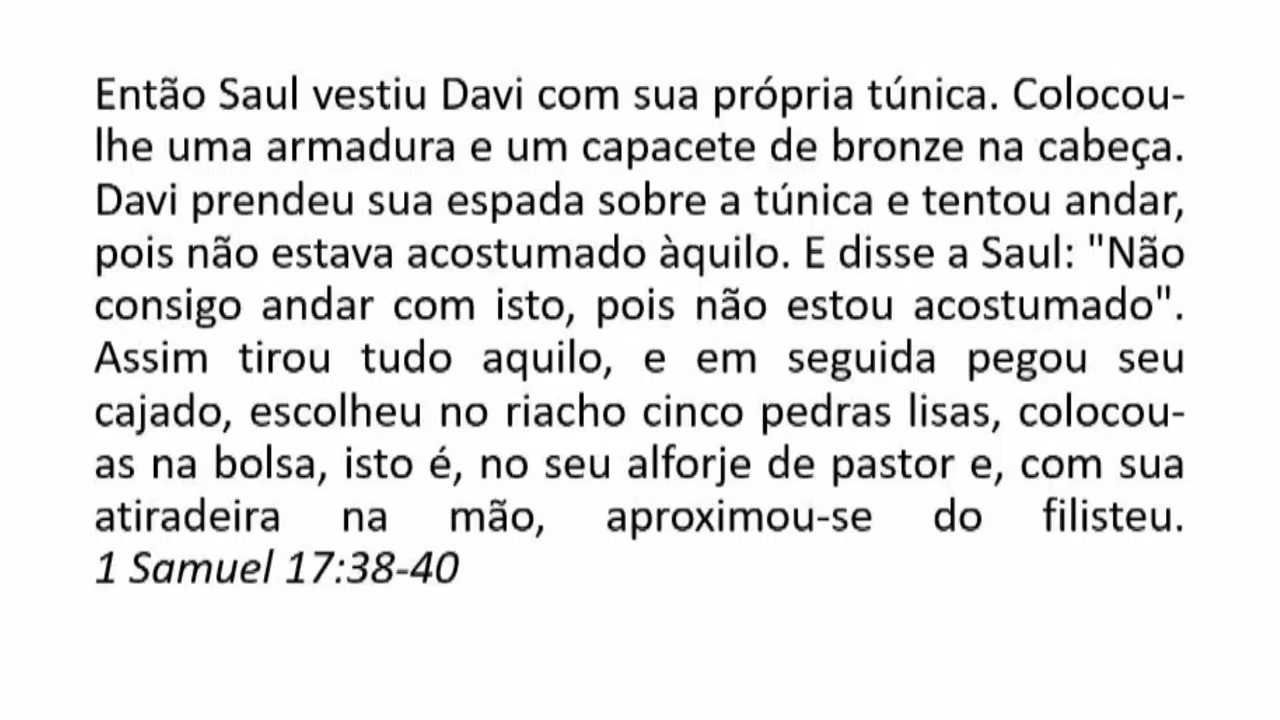 Então Saul vestiu Davi com sua própria túnica. Colocou-
lhe uma armadura e um capacete de bronze na cabeça.
Davi prendeu sua espada sobre a túnica e tentou andar,
pois não estava acostumado àquilo. E disse a Saul: "Não
consigo andar com isto, pois não estou acostumado".
Assim tirou tudo aquilo, e em seguida pegou seu
cajado, escolheu no riacho cinco pedras lisas, colocou-
as na bolsa, isto é, no seu alforje de pastor e, com sua
atiradeira na mão, aproximou-se do filisteu.
1 Samuel 17:38-40